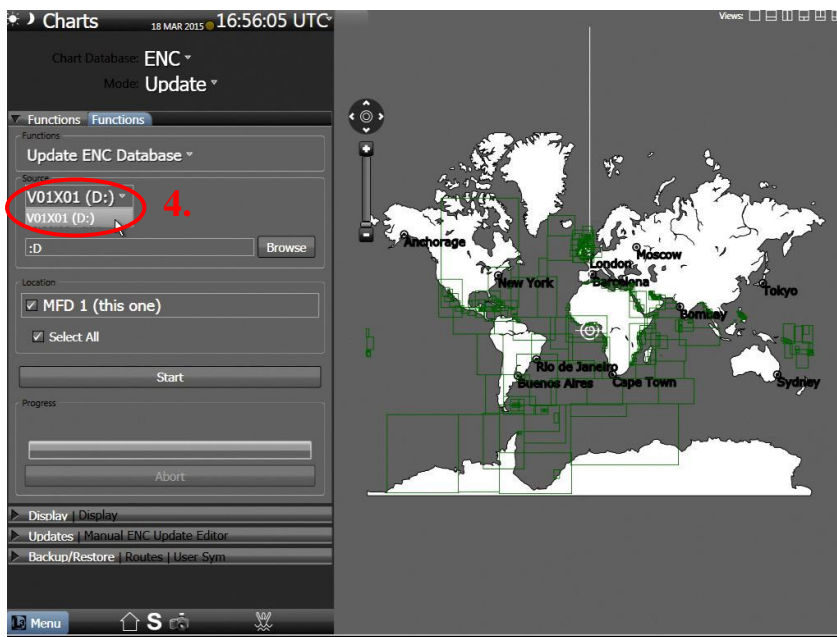 Charts 18 MAR 2015 16:56:05 UTC
Views:
Chart Database: ENC
Mode: Update
Functions Functions
Functions
Update ENC Database
Source
V01X01 (D:)
V01X01 (D:)
4.
:D
Browse
Location
MFD 1 (this one)
Select All
Start
Progress
Abort
Display | Display
Updates | Manual ENC Update Editor
Backup/Restore | Routes | User Sym
Menu
S
Anchorage
London
Moscow
New York
Barcelona
Tokyo
Bombay
Rio de Janeiro
Buenos Aires
Cape Town
Sydney